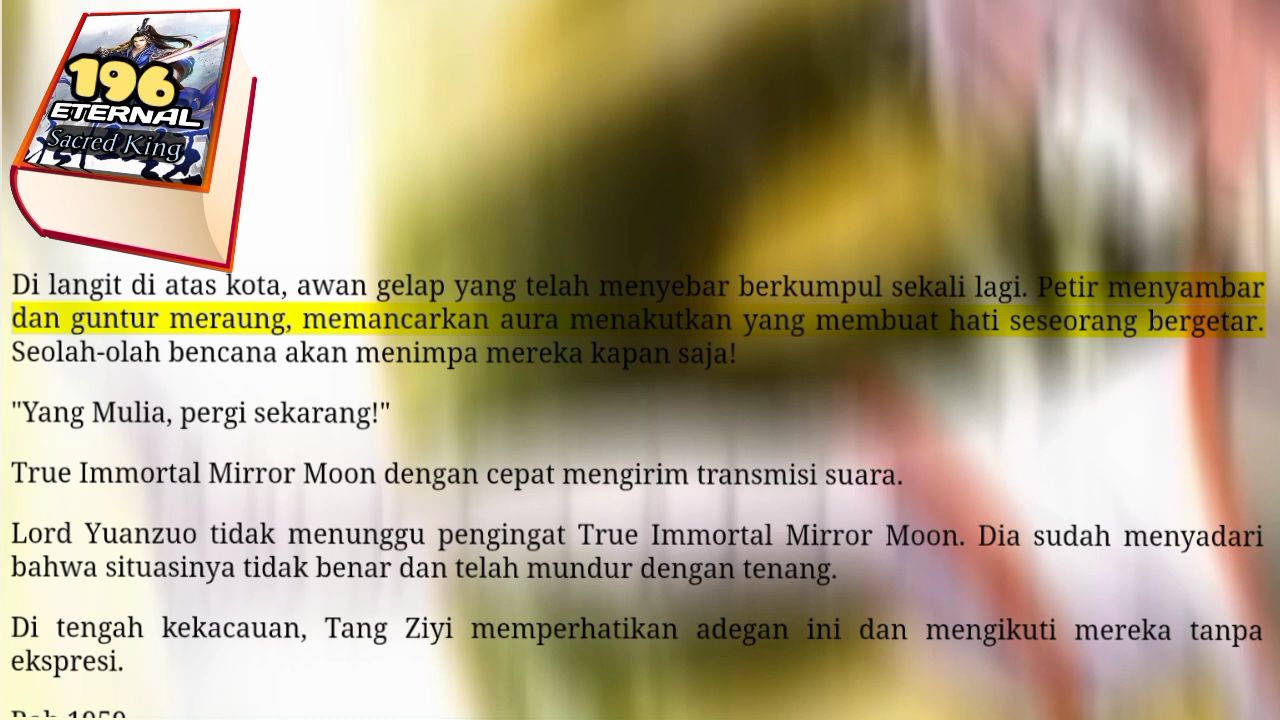 196
ETERNAL
Sacred King
Di langit di atas kota, awan gelap yang telah menyebar berkumpul sekali lagi. Petir menyambar
dan guntur meraung, memancarkan aura menakutkan yang membuat hati seseorang bergetar.
Seolah-olah bencana akan menimpa mereka kapan saja!
"Yang Mulia, pergi sekarang!"
True Immortal Mirror Moon dengan cepat mengirim transmisi suara.
Lord Yuanzuo tidak menunggu pengingat True Immortal Mirror Moon. Dia sudah menyadari
bahwa situasinya tidak benar dan telah mundur dengan tenang.
Di tengah kekacauan, Tang Ziyi memperhatikan adegan ini dan mengikuti mereka tanpa
ekspresi.